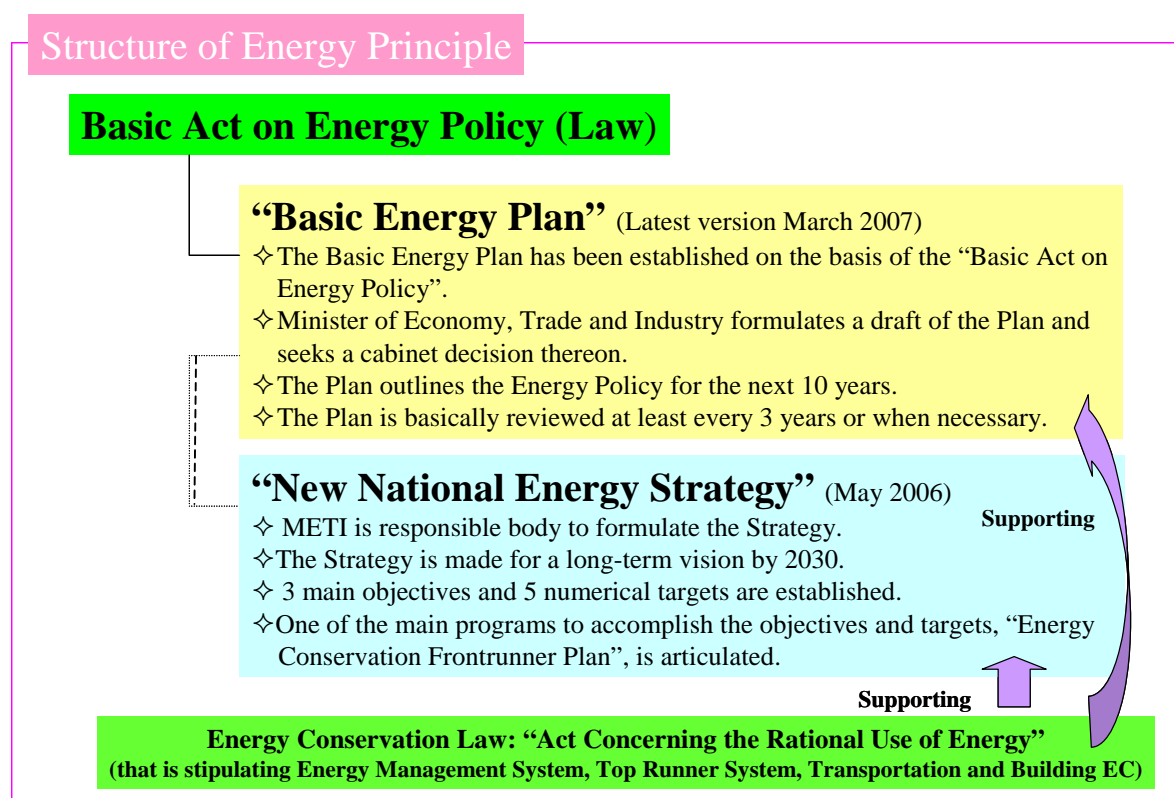 Structure of Energy Principle
Basic Act on Energy Policy (Law)
“Basic Energy Plan” (Latest version March 2007)
✧The Basic Energy Plan has been established on the basis of the “Basic Act on
Energy Policy”.
✧Minister of Economy, Trade and Industry formulates a draft of the Plan and
seeks a cabinet decision thereon.
✧The Plan outlines the Energy Policy for the next 10 years.
✧The Plan is basically reviewed at least every 3 years or when necessary.
“New National Energy Strategy” (May 2006)
✧ METI is responsible body to formulate the Strategy.
Supporting
✧The Strategy is made for a long-term vision by 2030.
✧ 3 main objectives and 5 numerical targets are established.
✧One of the main programs to accomplish the objectives and targets, “Energy
Conservation Frontrunner Plan”, is articulated.
Supporting
Energy Conservation Law: “Act Concerning the Rational Use of Energy”
(that is stipulating Energy Management System, Top Runner System, Transportation and Building EC)